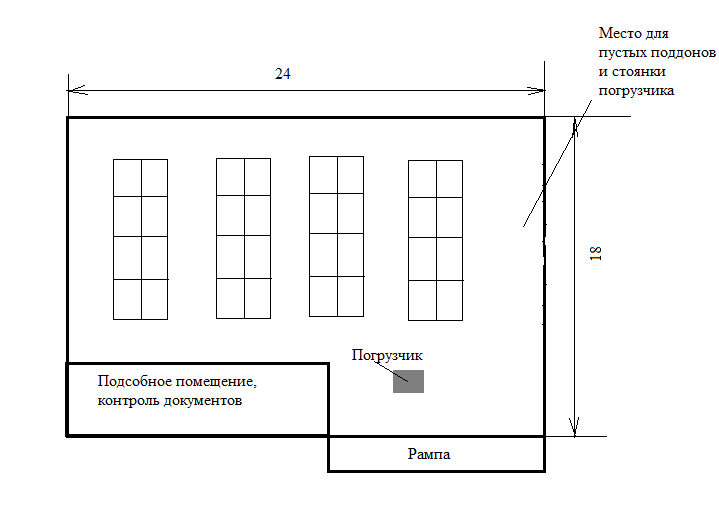 Место для
пустых поддонов
и стоянки
погрузчика
24
18
Погрузчик
Подсобное помещение,
контроль документов
Рампа